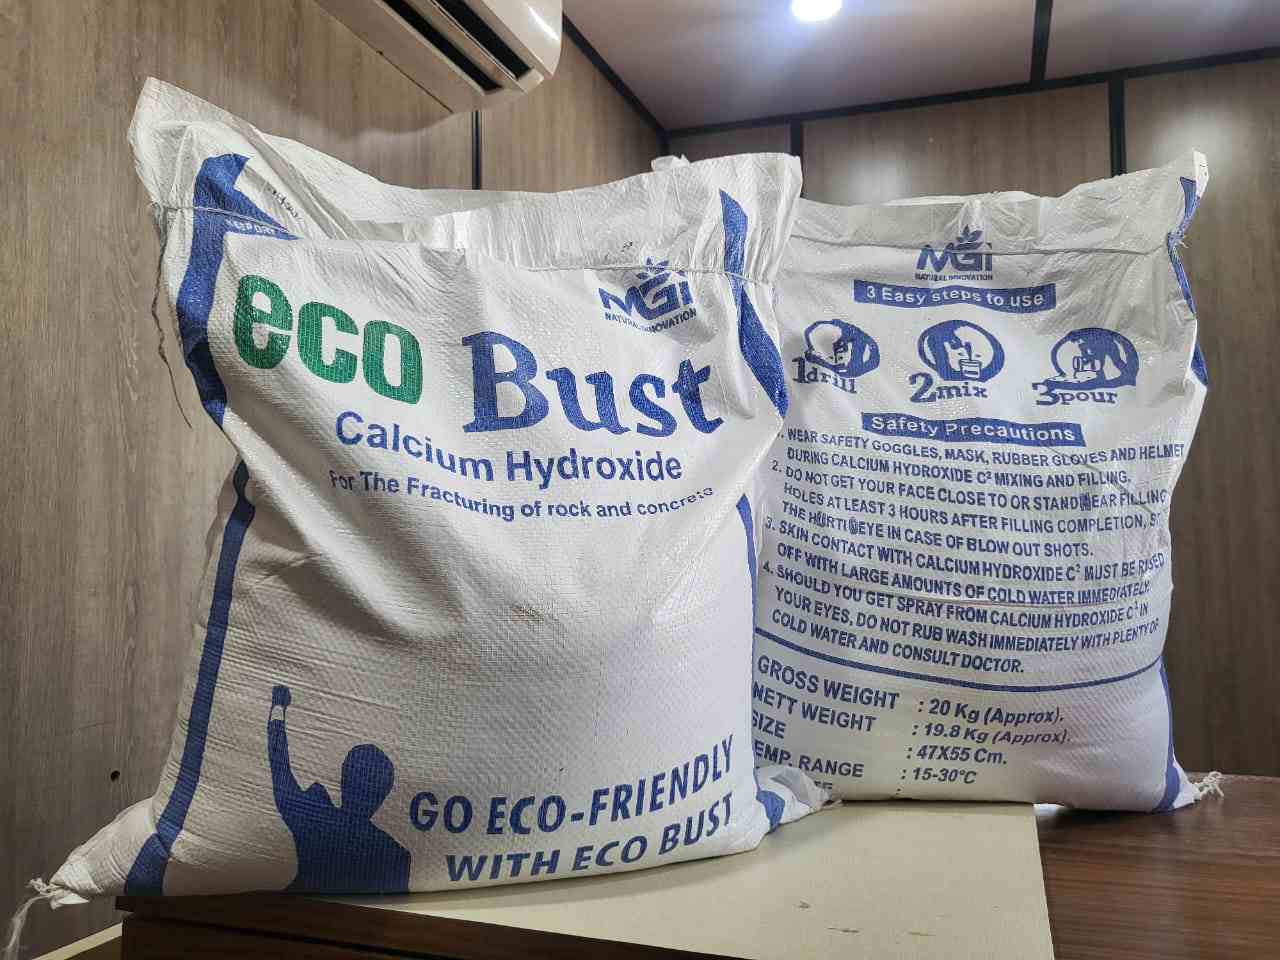 KEEP DRY
MGI
NATURAL INNOVATION
eco Bust
Calcium Hydroxide
For The Fracturing of rock and concrete
GO ECO-FRIENDLY
WITH ECO BUST
MGI
NATURAL INNOVATION
3 Easy steps to use
1drill
2mix
3pour
Safety Precautions
1. WEAR SAFETY GOGGLES, MASK, RUBBER GLOVES AND HELMET
DURING CALCIUM HYDROXIDE C² MIXING AND FILLING.
2. DO NOT GET YOUR FACE CLOSE TO OR STAND NEAR FILLING
HOLES AT LEAST 3 HOURS AFTER FILLING COMPLETION,
THE EYE IN CASE OF BLOW OUT SHOTS.
3. SKIN CONTACT WITH CALCIUM HYDROXIDE C² MUST BE
OFF WITH LARGE AMOUNTS OF COLD WATER IMMEDIATELY.
4. SHOULD YOU GET SPRAY FROM CALCIUM HYDROXIDE C² IN
YOUR EYES, DO NOT RUB WASH IMMEDIATELY WITH PLENTY OF
COLD WATER AND CONSULT DOCTOR.
GROSS WEIGHT : 20 Kg (Approx).
NETT WEIGHT : 19.8 Kg (Approx).
SIZE : 47X55 Cm.
EMP. RANGE : 15-30°C